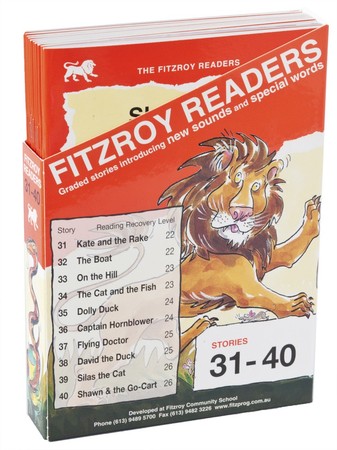 THE FITZROY READERS
FITZROY READERS
Graded stories introducing new sounds and special words
FITZROY
READERS
31-40
Story Reading Recovery Level
31 Kate and the Rake 22
32 The Boat 22
33 On the Hill 23
34 The Cat and the Fish 23
35 Dolly Duck 24
36 Captain Hornblower 24
37 Flying Doctor 25
38 David the Duck 25
39 Silas the Cat 26
40 Shawn & the Go-Cart 26
STORIES
31-40
Developed at Fitzroy Community School
Phone (613) 9489 5700 Fax (613) 9482 3226 www.fitzprog.com.au